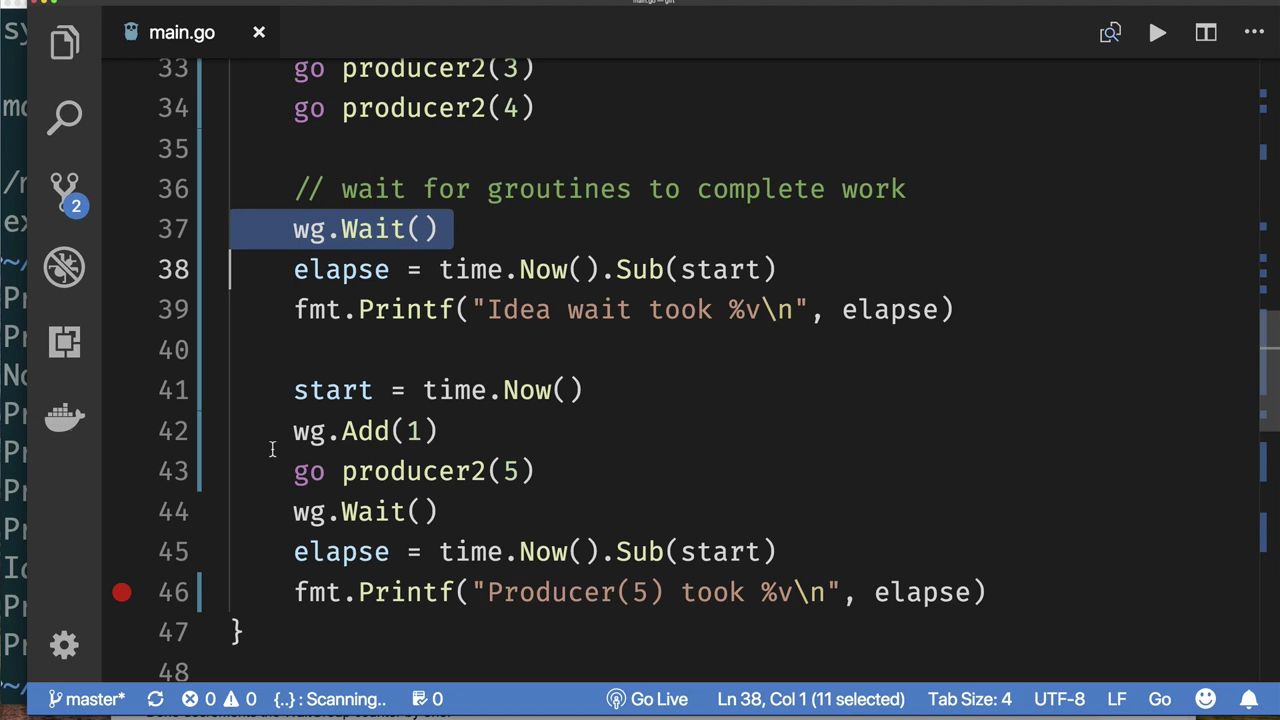 main.go — gift
main.go
33 go producer2(3)
34 go producer2(4)
35
36 // wait for groutines to complete work
37 wg.Wait()
38 elapse = time.Now().Sub(start)
39 fmt.Printf("Idea wait took %v\n", elapse)
40
41 start = time.Now()
42 wg.Add(1)
43 go producer2(5)
44 wg.Wait()
45 elapse = time.Now().Sub(start)
46 fmt.Printf("Producer(5) took %v\n", elapse)
47 }
48
2
master* 0 0 {..} : Scanning.. 0 Go Live Ln 38, Col 1 (11 selected) Tab Size: 4 UTF-8 LF Go